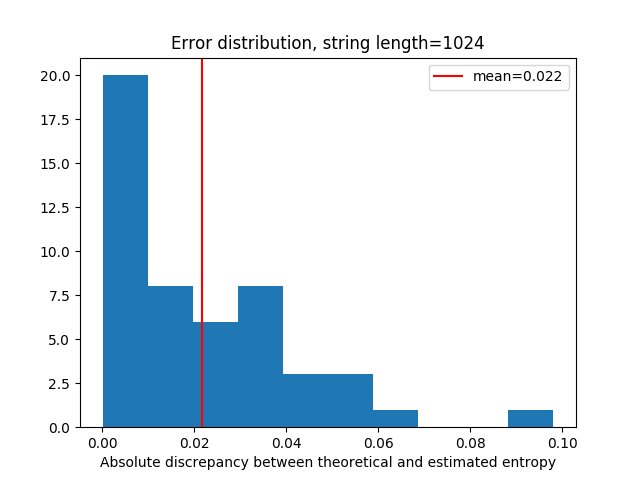 Error distribution, string length=1024
mean=0.022
20.0
17.5
15.0
12.5
10.0
7.5
5.0
2.5
0.0
0.00 0.02 0.04 0.06 0.08 0.10
Absolute discrepancy between theoretical and estimated entropy